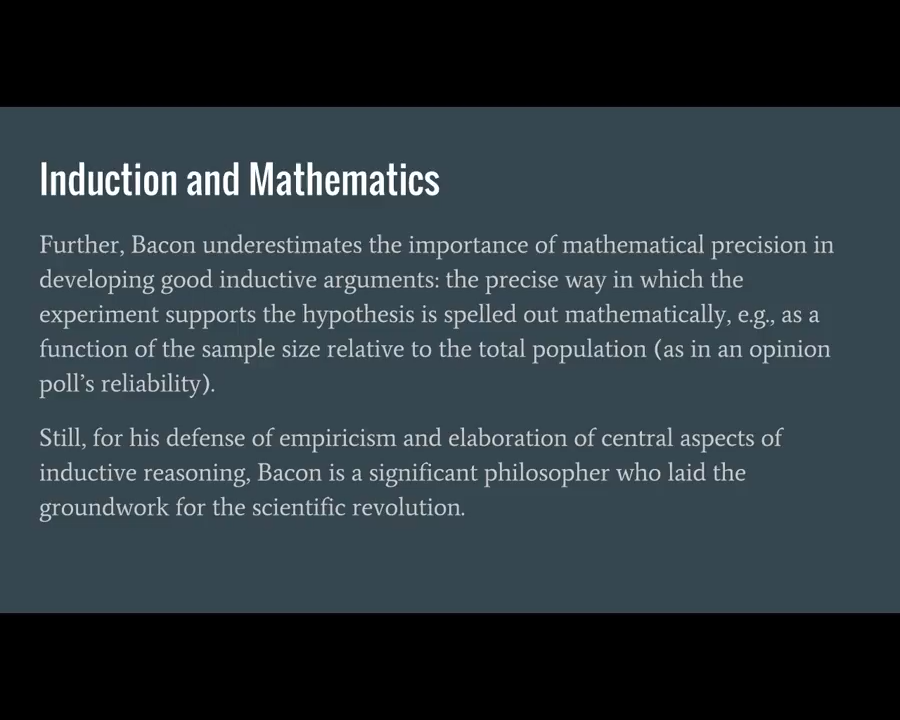 Induction and Mathematics
Further, Bacon underestimates the importance of mathematical precision in
developing good inductive arguments: the precise way in which the
experiment supports the hypothesis is spelled out mathematically, e.g., as a
function of the sample size relative to the total population (as in an opinion
poll’s reliability).
Still, for his defense of empiricism and elaboration of central aspects of
inductive reasoning, Bacon is a significant philosopher who laid the
groundwork for the scientific revolution.